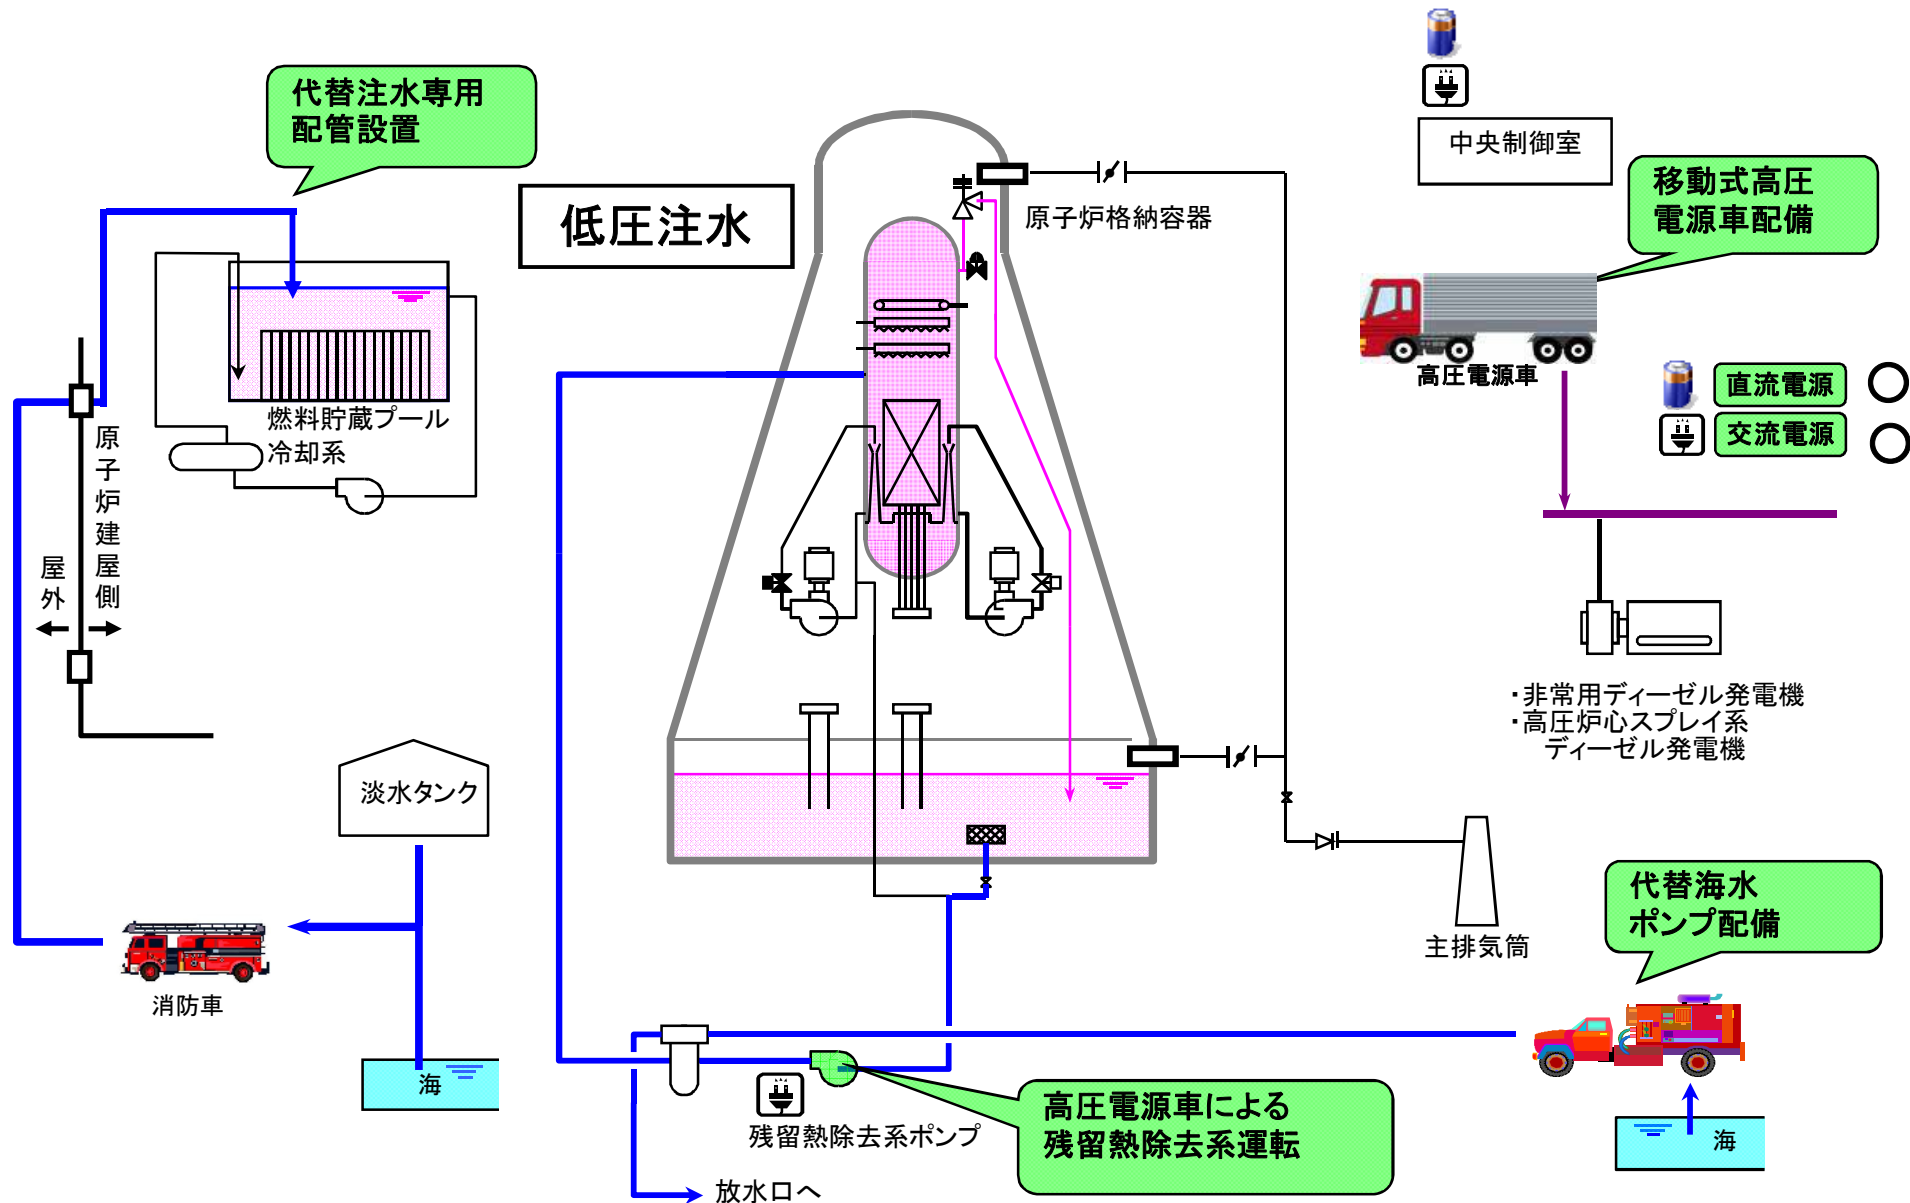 代替注水専用
配管設置
低圧注水
原子炉格納容器
中央制御室
移動式高圧
電源車配備
高圧電源車
直流電源
交流電源
燃料貯蔵プール
冷却系
原子炉建屋側
屋外
・非常用ディーゼル発電機
・高圧炉心スプレイ系
ディーゼル発電機
淡水タンク
消防車
海
主排気筒
代替海水
ポンプ配備
残留熱除去系ポンプ
高圧電源車による
残留熱除去系運転
海
放水口へ